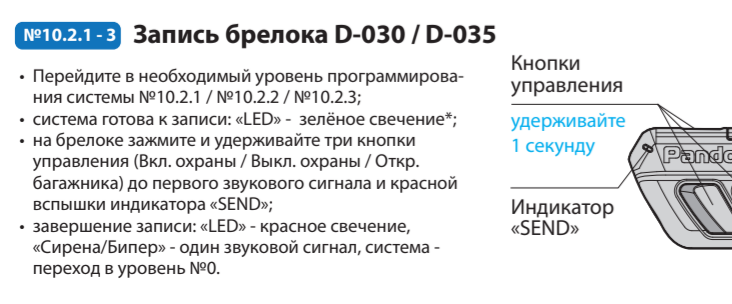 №10.2.1 - 3 Запись брелока D-030 / D-035
• Перейдите в необходимый уровень программирова-
ния системы №10.2.1 / №10.2.2 / №10.2.3;
• система готова к записи: «LED» - зелёное свечение*;
• на брелоке зажмите и удерживайте три кнопки
управления (Вкл. охраны / Выкл. охраны / Откр.
багажника) до первого звукового сигнала и красной
вспышки индикатора «SEND»;
• завершение записи: «LED» - красное свечение,
«Сирена/Бипер» - один звуковой сигнал, система -
переход в уровень №0.
Кнопки
управления
удерживайте
1 секунду
Индикатор
«SEND»